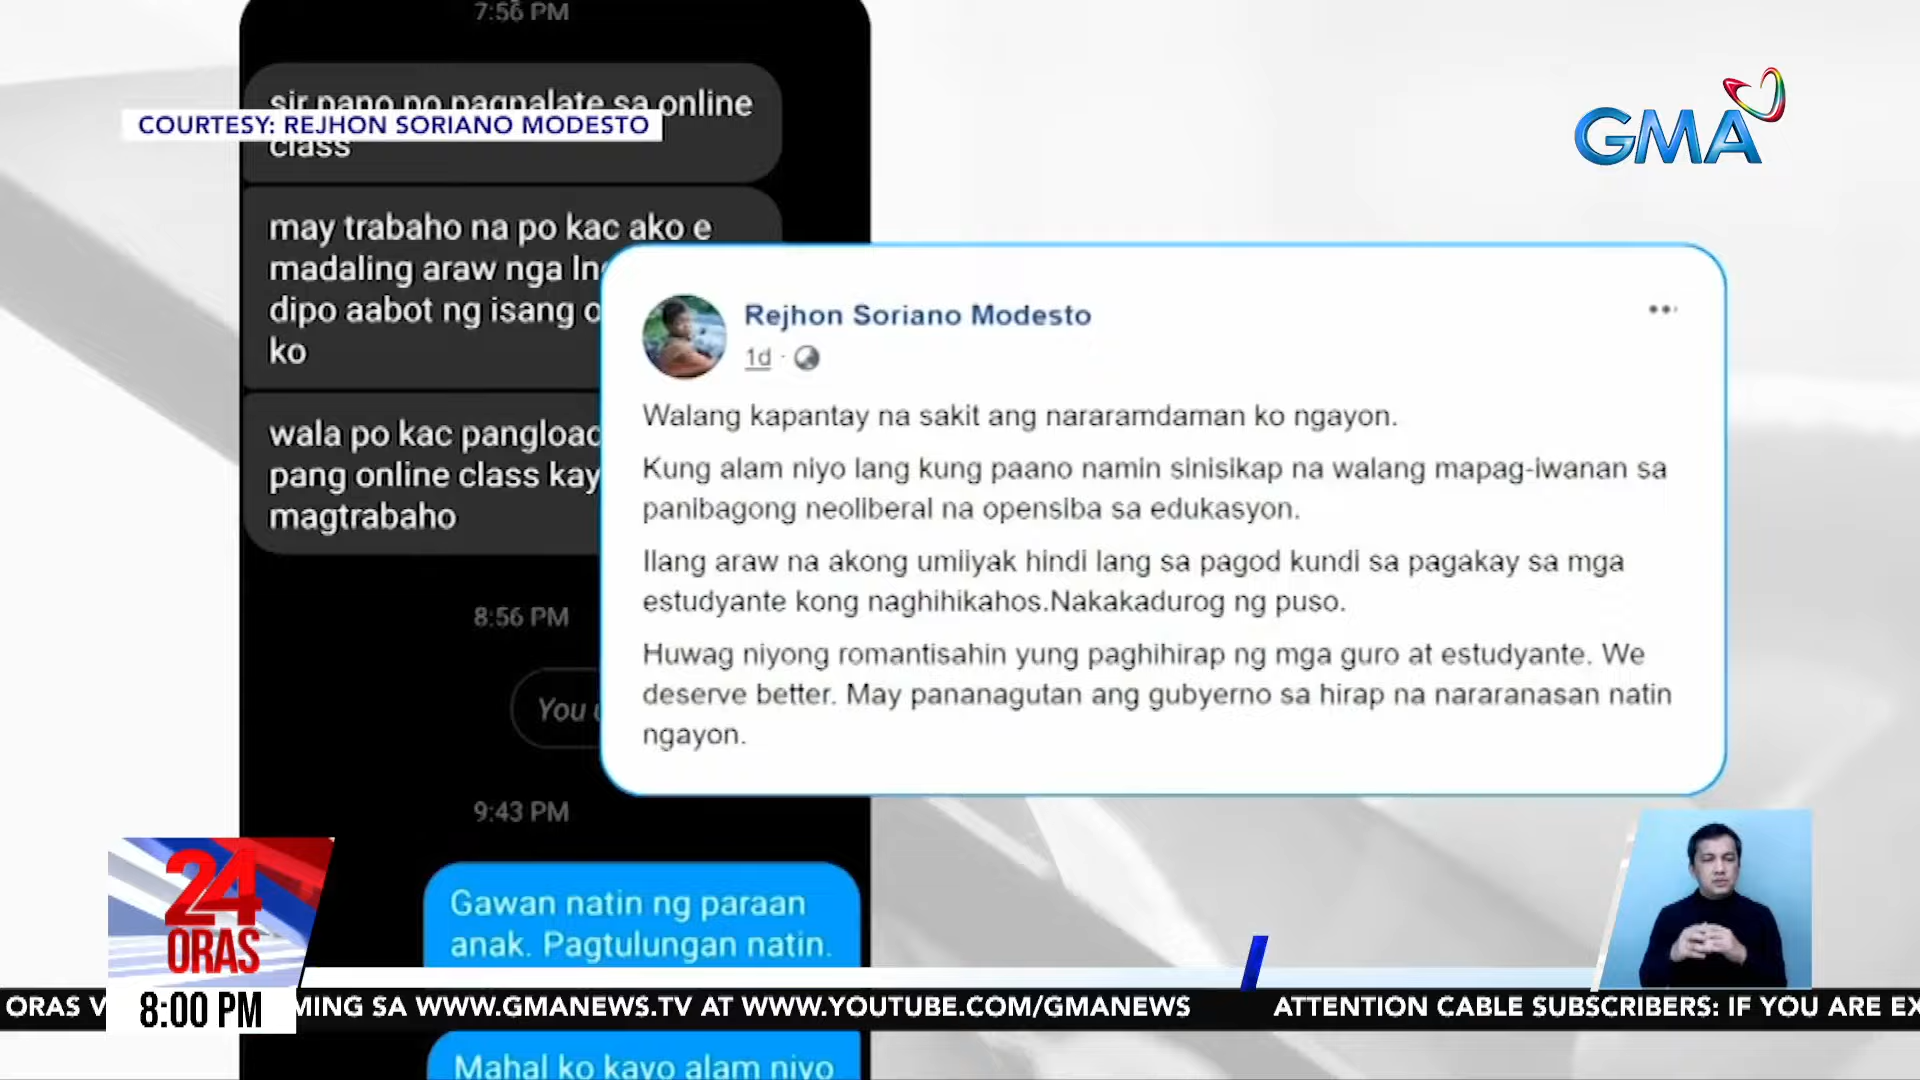 7:56 PM
sir pano po pagnalate sa online
class
COURTESY: REJHON SORIANO MODESTO
GMA
may trabaho na po kac ako e
madaling araw nga
dipo aabot ng isang
ko
wala po kac
pang online class
magtrabaho
8:56 PM
You
9:43 PM
Gawan natin ng paraan
anak. Pagtulungan natin.
Mahal ko kayo alam niyo
Rejhon Soriano Modesto
1d
Walang kapantay na sakit ang nararamdaman ko ngayon.
Kung alam niyo lang kung paano namin sinisikap na walang mapag-iwanan sa
panibagong neoliberal na opensiba sa edukasyon.
Ilang araw na akong umiiyak hindi lang sa pagod kundi sa pagakay sa mga
estudyante kong naghihikahos.Nakakadurog ng puso.
Huwag niyong romantisahin yung paghihirap ng mga guro at estudyante. We
deserve better. May pananagutan ang gubyerno sa hirap na nararanasan natin
ngayon.
24
ORAS
8:00 PM
ORAS V MING SA WWW.GMANEWS.TV AT WWW.YOUTUBE.COM/GMANEWS ATTENTION CABLE SUBSCRIBERS: IF YOU ARE EX